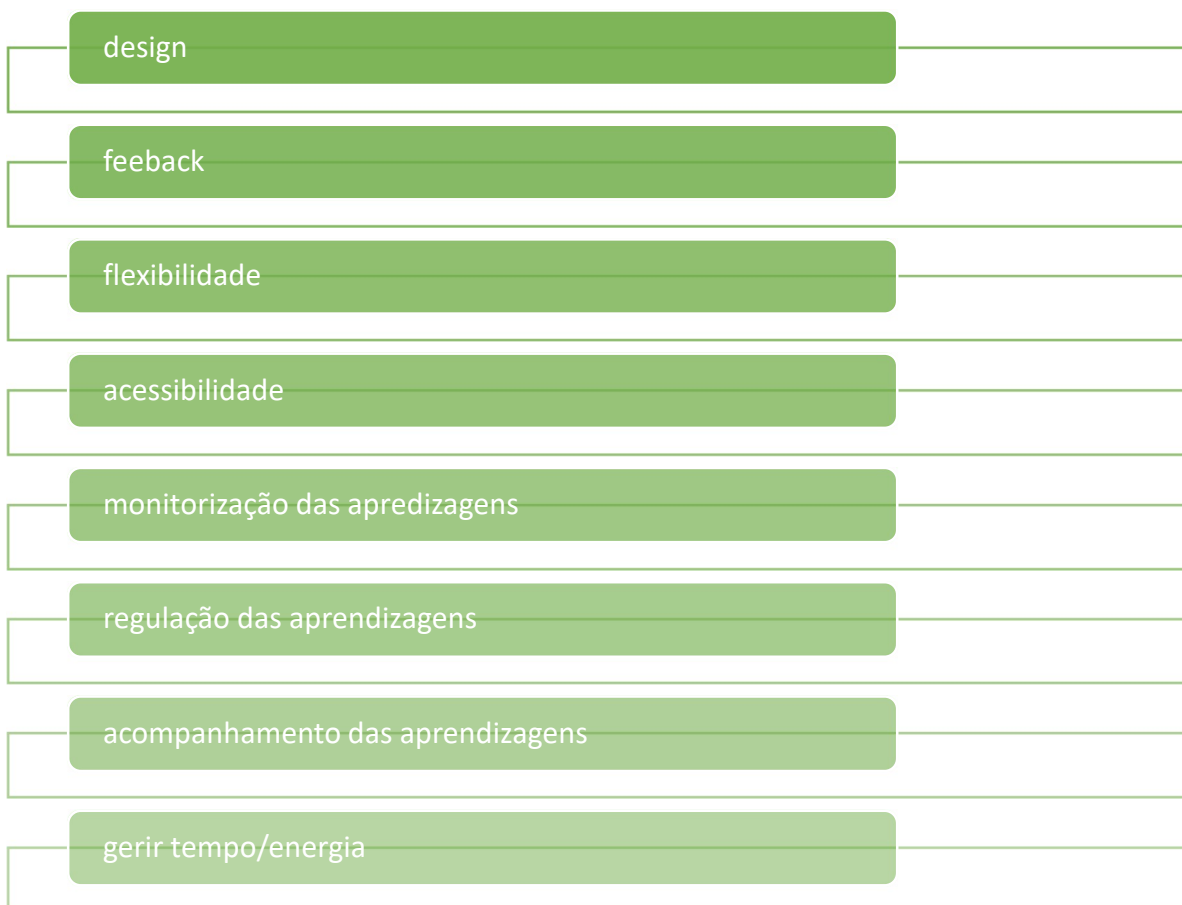 design
feeback
flexibilidade
acessibilidade
monitorização das apredizagens
regulação das aprendizagens
acompanhamento das aprendizagens
gerir tempo/energia